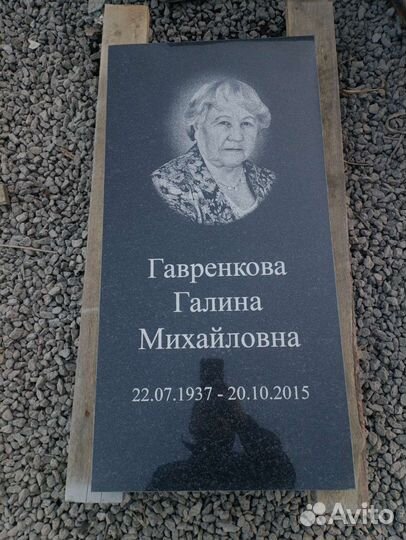 Гавренкова
Галина
Михайловна
22.07.1937 - 20.10.2015
Avito